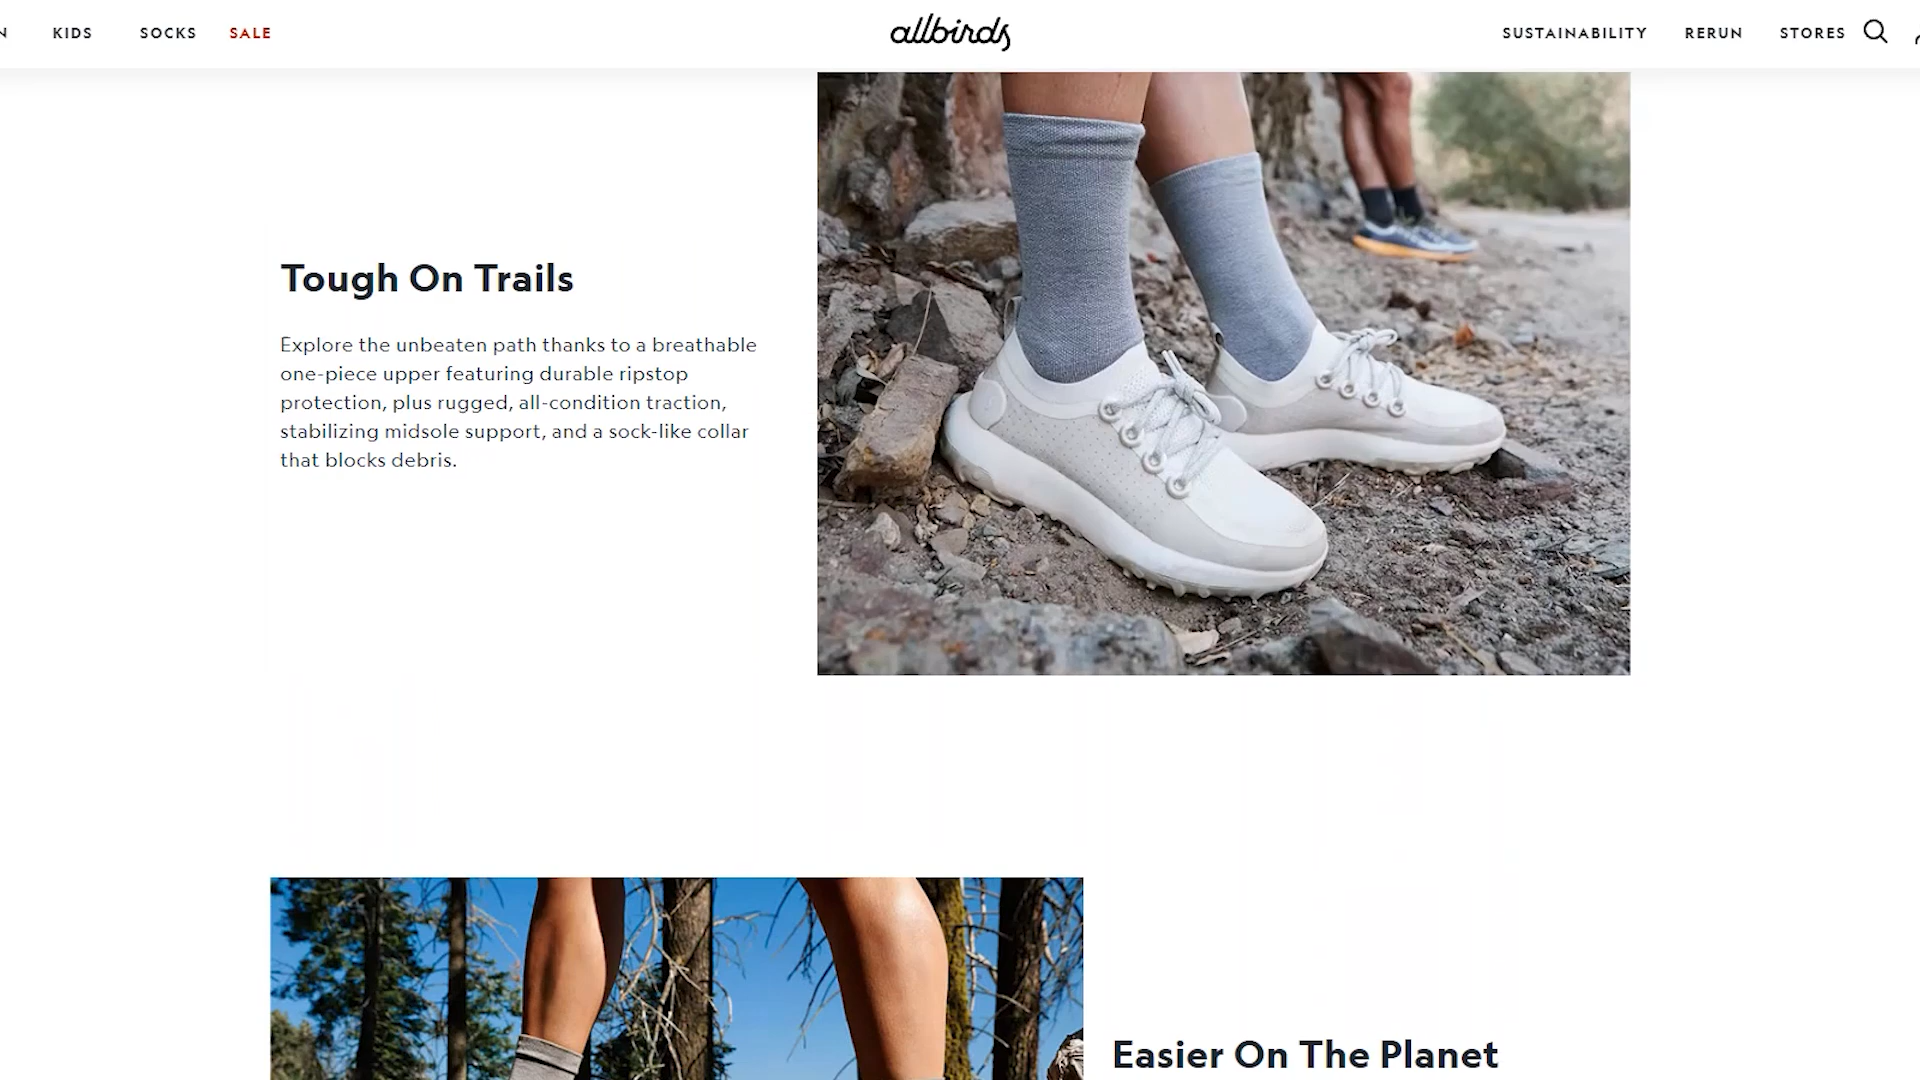 KIDS SOCKS SALE allbirds SUSTAINABILITY RERUN STORES
Tough On Trails
Explore the unbeaten path thanks to a breathable
one-piece upper featuring durable ripstop
protection, plus rugged, all-condition traction,
stabilizing midsole support, and a sock-like collar
that blocks debris.
Easier On The Planet